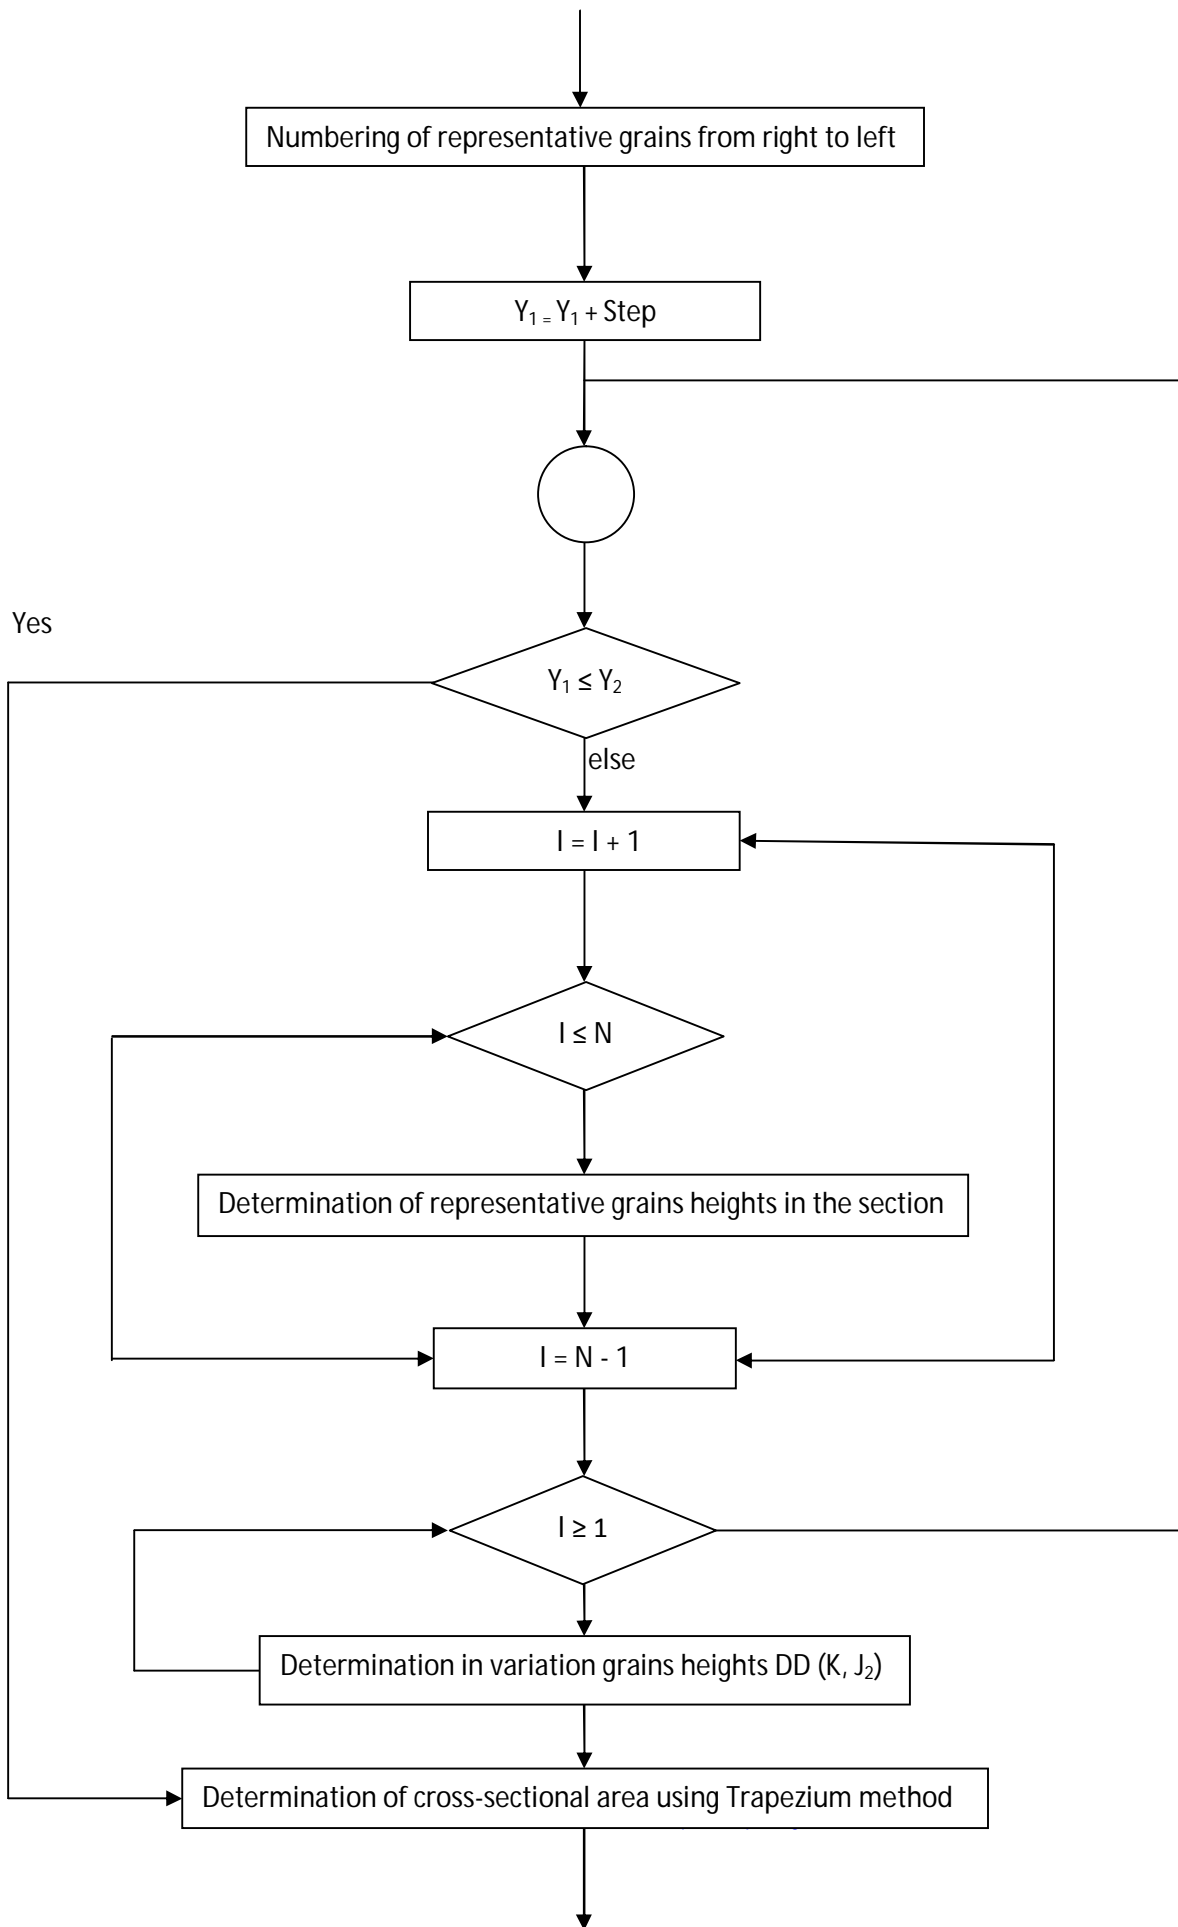 Numbering of representative grains from right to left
Y₁ = Y₁ + Step
Yes
Y₁ ≤ Y₂
else
I = I + 1
I ≤ N
Determination of representative grains heights in the section
I = N - 1
I ≥ 1
Determination in variation grains heights DD (K, J₂)
Determination of cross-sectional area using Trapezium method